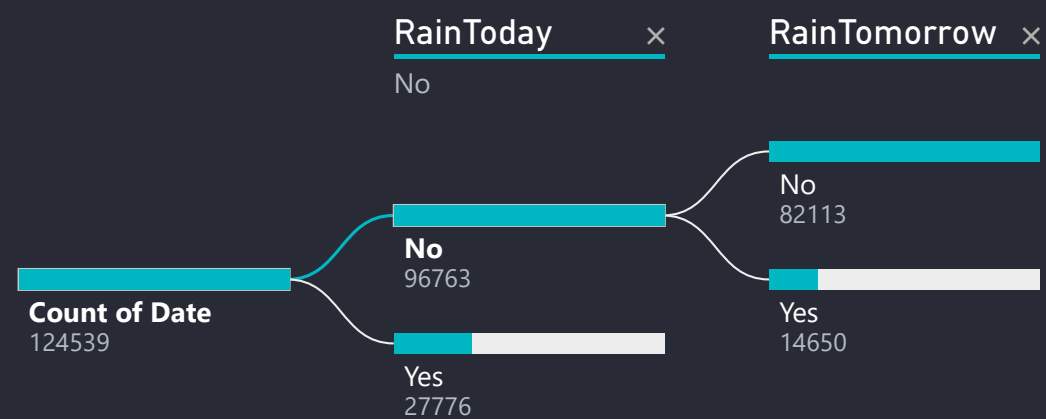 RainToday ×
RainTomorrow ×
No
No
82113
No
96763
Yes
14650
Count of Date
124539
Yes
27776